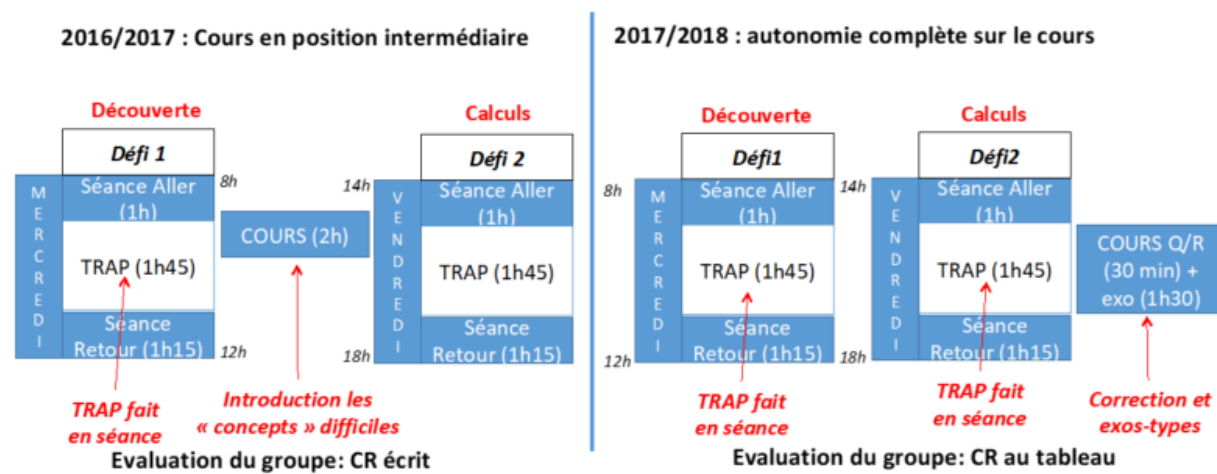 2016/2017 : Cours en position intermédiaire
Découverte
Calculs
Défi 1
Défi 2
MERCREDI
8h
Séance Aller
(1h)
TRAP (1h45)
Séance
Retour (1h15)
12h
COURS (2h)
14h
VENDREDI
Séance Aller
(1h)
TRAP (1h45)
Séance
Retour (1h15)
18h
TRAP fait
en séance
Introduction les
« concepts » difficiles
Evaluation du groupe: CR écrit
2017/2018 : autonomie complète sur le cours
Découverte
Calculs
Défi1
Défi2
8h
MERCREDI
Séance Aller
(1h)
TRAP (1h45)
Séance
Retour (1h15)
12h
14h
VENDREDI
Séance Aller
(1h)
TRAP (1h45)
Séance
Retour (1h15)
18h
COURS Q/R
(30 min) +
exo (1h30)
TRAP fait
en séance
TRAP fait
en séance
Correction et
exos-types
Evaluation du groupe: CR au tableau